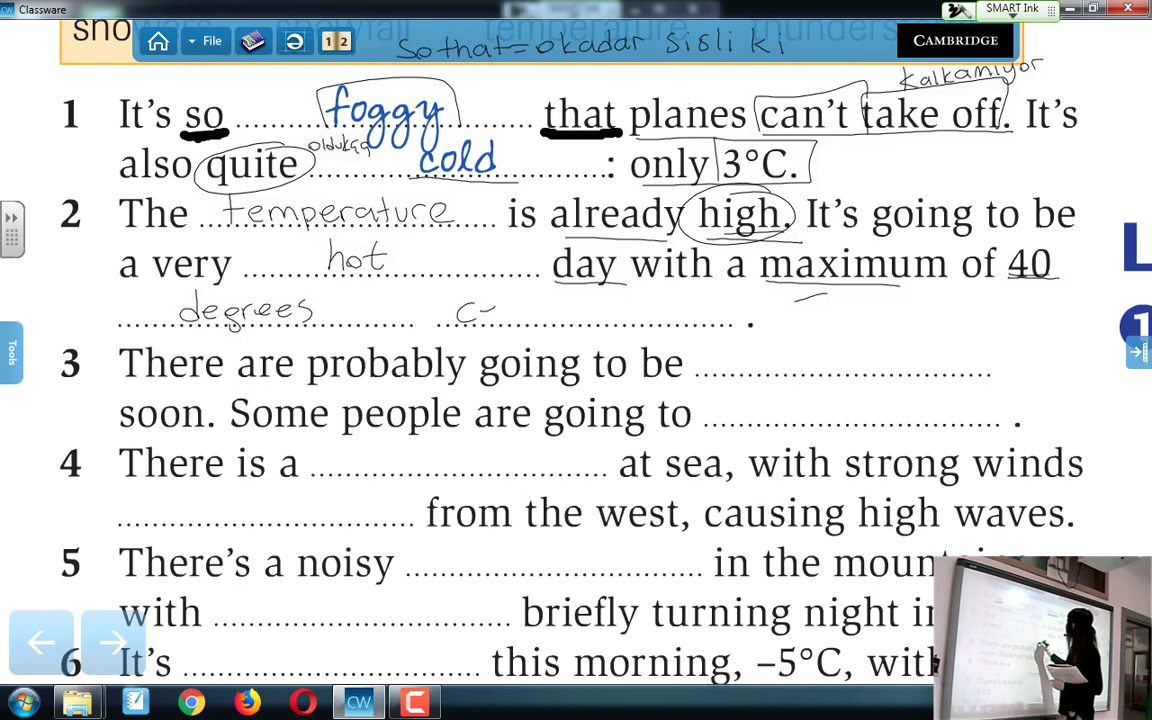 Classware
SMART Ink
File
1 2
So that = o kadar sisli ki
CAMBRIDGE
kalkamıyor
1 It's so foggy that planes can't take off. It's
oldukça
also quite cold : only 3°C.
2 The temperature is already high. It's going to be
a very hot day with a maximum of 40
degrees c- .
3 There are probably going to be ..............................
soon. Some people are going to .............................. .
4 There is a .............................. at sea, with strong winds
.............................. from the west, causing high waves.
5 There's a noisy .............................. in the
with .............................. briefly turning night
6 It's .............................. this morning, –5°C,
Tools
L
1
CW